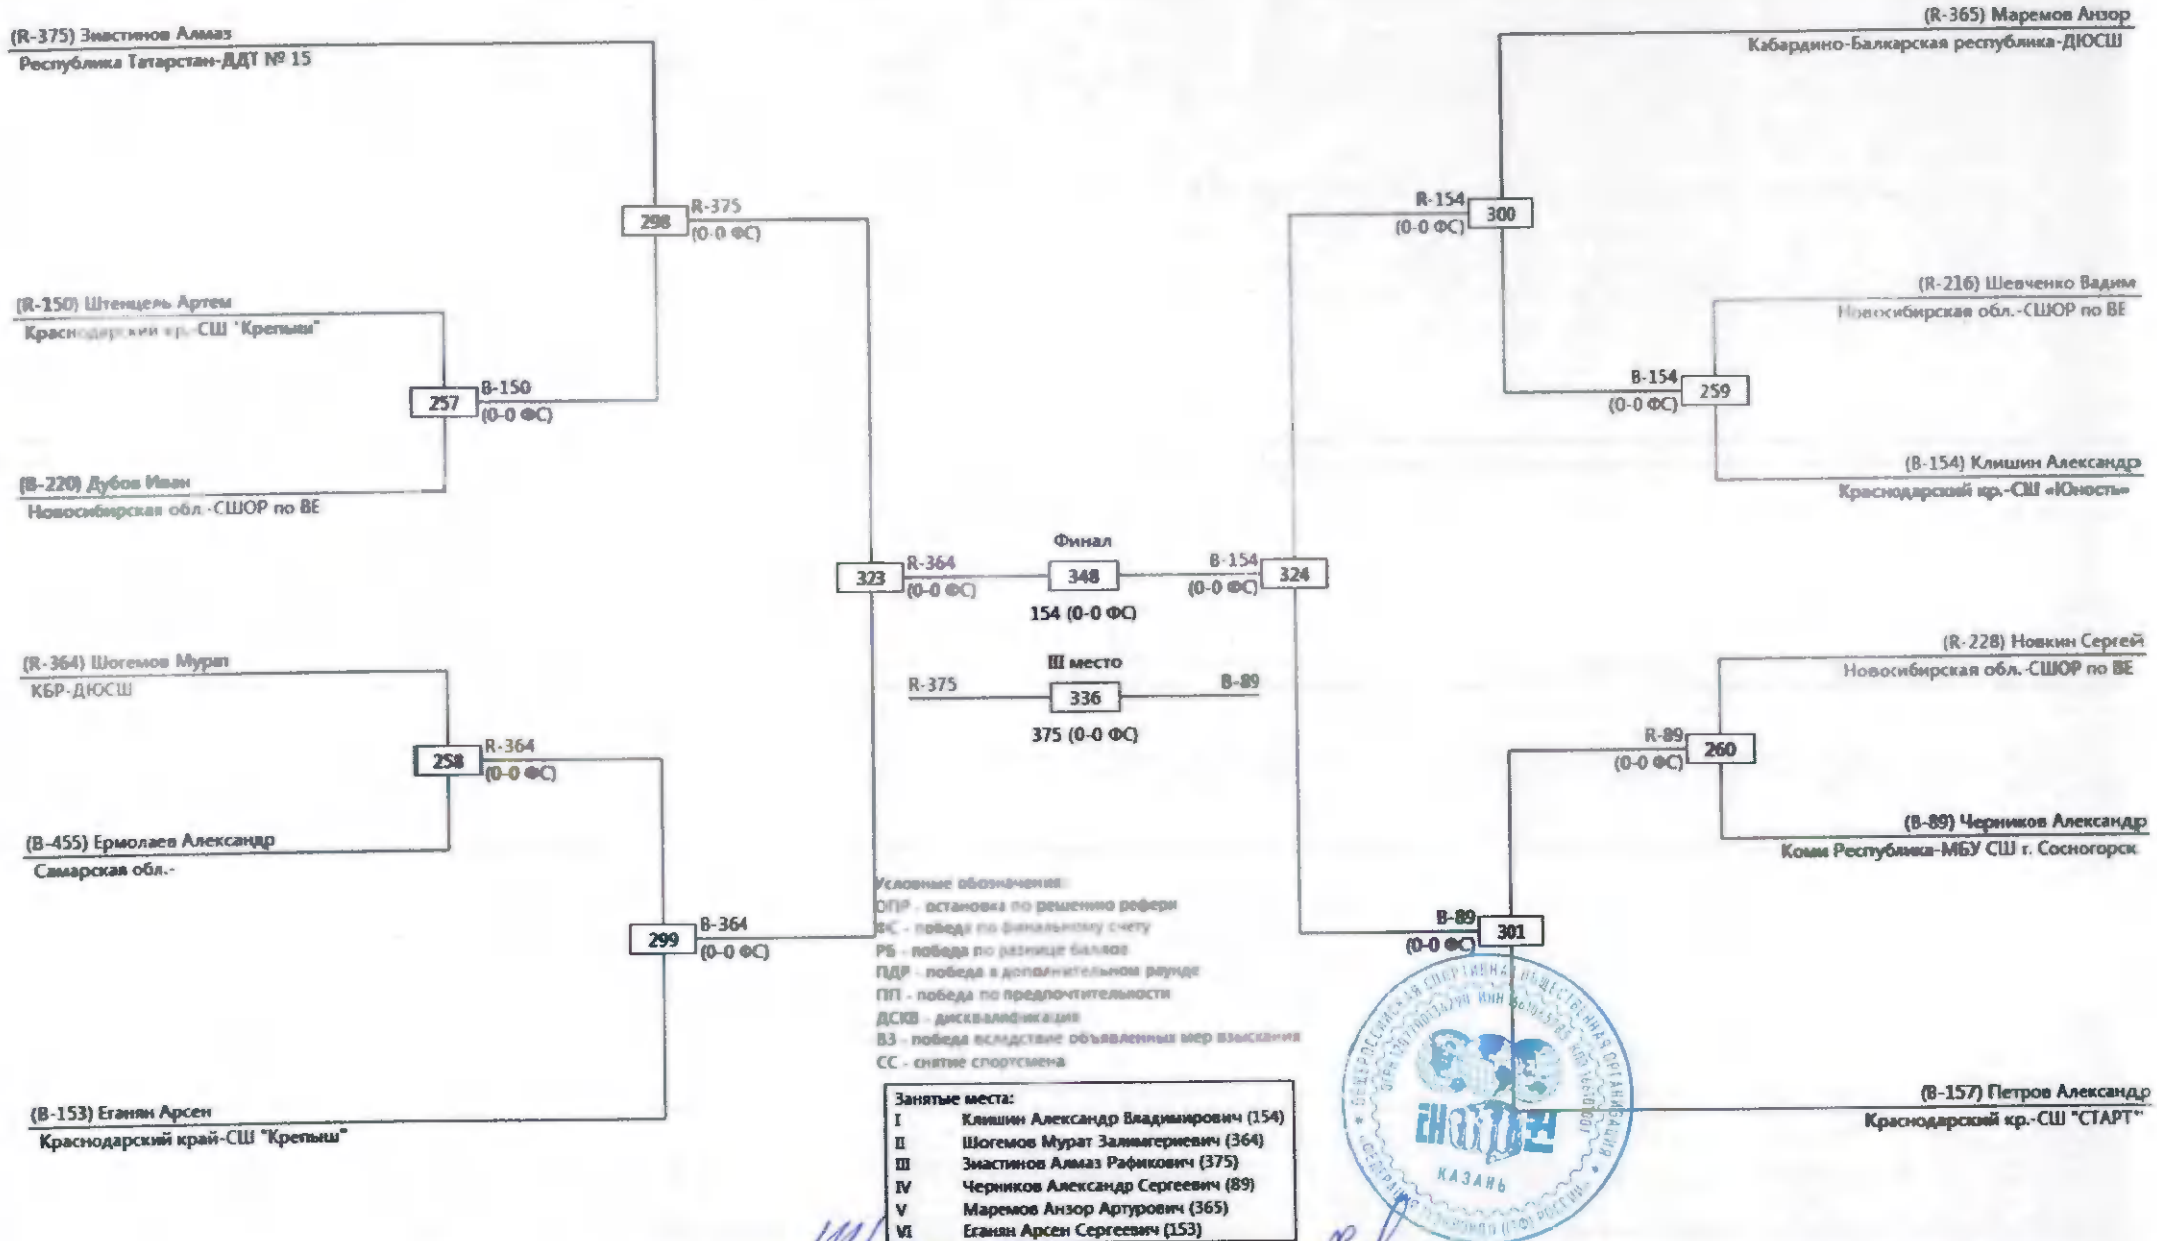 (R-375) Зиастинов Алмаз
Республика Татарстан-ДДТ № 15
298
R-375
(0-0 ФС)
(R-150) Штенцель Артем
Краснодарский кр.-СШ "Крепыш"
257
B-150
(0-0 ФС)
(B-220) Дубов Иван
Новосибирская обл.-СШОР по ВЕ
323
R-364
(0-0 ФС)
(R-364) Шогемов Мурат
КБР-ДЮСШ
258
R-364
(0-0 ФС)
(B-455) Ермолаев Александр
Самарская обл.-
299
B-364
(0-0 ФС)
(B-153) Еганян Арсен
Краснодарский край-СШ "Крепыш"
Финал
348
154 (0-0 ФС)
III место
R-375
336
B-89
375 (0-0 ФС)
(R-365) Маремов Анзор
Кабардино-Балкарская республика-ДЮСШ
R-154
(0-0 ФС)
300
(R-216) Шевченко Вадим
Новосибирская обл.-СШОР по ВЕ
B-154
(0-0 ФС)
259
(B-154) Клишин Александр
Краснодарский кр.-СШ «Юность»
B-154
(0-0 ФС)
324
(R-228) Новкин Сергей
Новосибирская обл.-СШОР по ВЕ
R-89
(0-0 ФС)
260
(B-89) Черников Александр
Коми Республика-МБУ СШ г. Сосногорск
B-89
(0-0 ФС)
301
(B-157) Петров Александр
Краснодарский кр.-СШ "СТАРТ"
Условные обозначения:
ОПР - остановка по решению рефери
ФС - победа по финальному счету
РБ - победа по разнице баллов
ПДР - победа в дополнительном раунде
ПП - победа по предпочтительности
ДСКВ - дисквалификация
ВЗ - победа вследствие объявленных мер взыскания
СС - снятие спортсмена
Занятые места:
I Клишин Александр Владимирович (154)
II Шогемов Мурат Залимгериевич (364)
III Зиастинов Алмаз Рафикович (375)
IV Черников Александр Сергеевич (89)
V Маремов Анзор Артурович (365)
VI Еганян Арсен Сергеевич (153)
ОБЩЕРОССИЙСКАЯ СПОРТИВНАЯ ОБЩЕСТВЕННАЯ ОРГАНИЗАЦИЯ
КАЗАНЬ